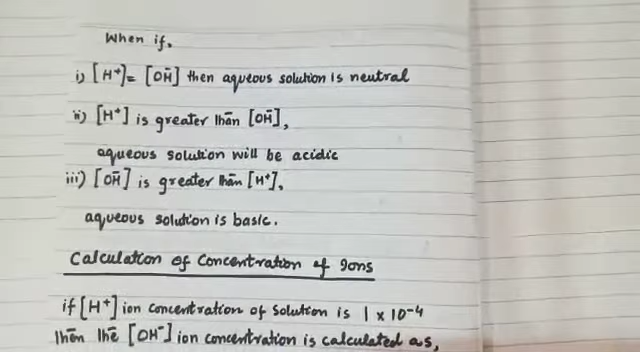 When if,
i) [H⁺] = [OH⁻] then aqueous solution is neutral
ii) [H⁺] is greater than [OH⁻],
aqueous solution will be acidic
iii) [OH⁻] is greater than [H⁺],
aqueous solution is basic.
Calculation of Concentration of Ions
if [H⁺] ion concentration of solution is 1 × 10⁻⁴
then the [OH⁻] ion concentration is calculated as,